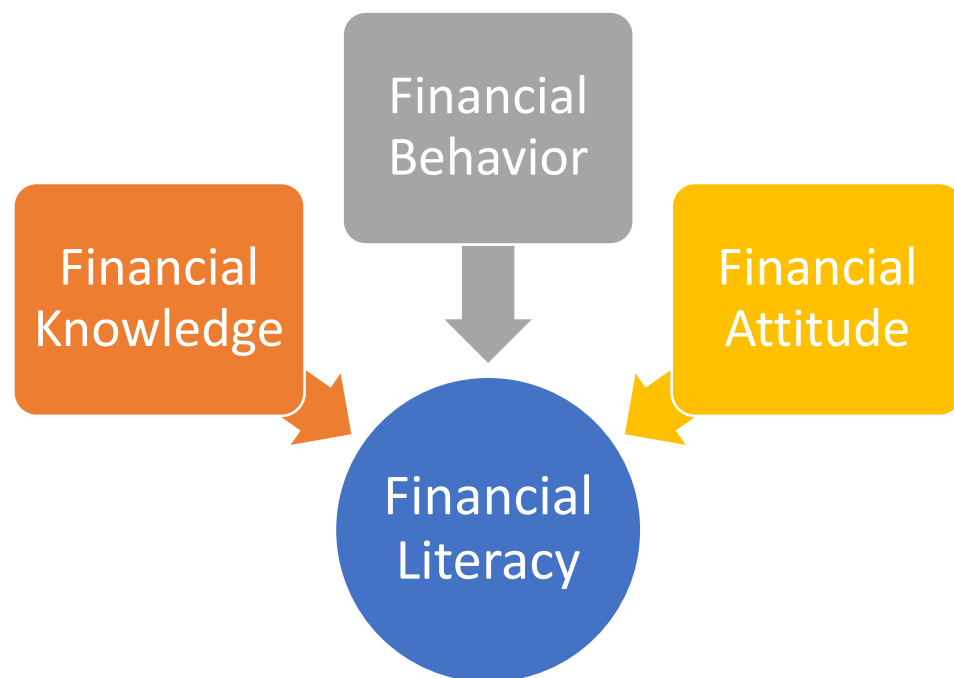 Financial
Behavior
Financial
Knowledge
Financial
Attitude
Financial
Literacy